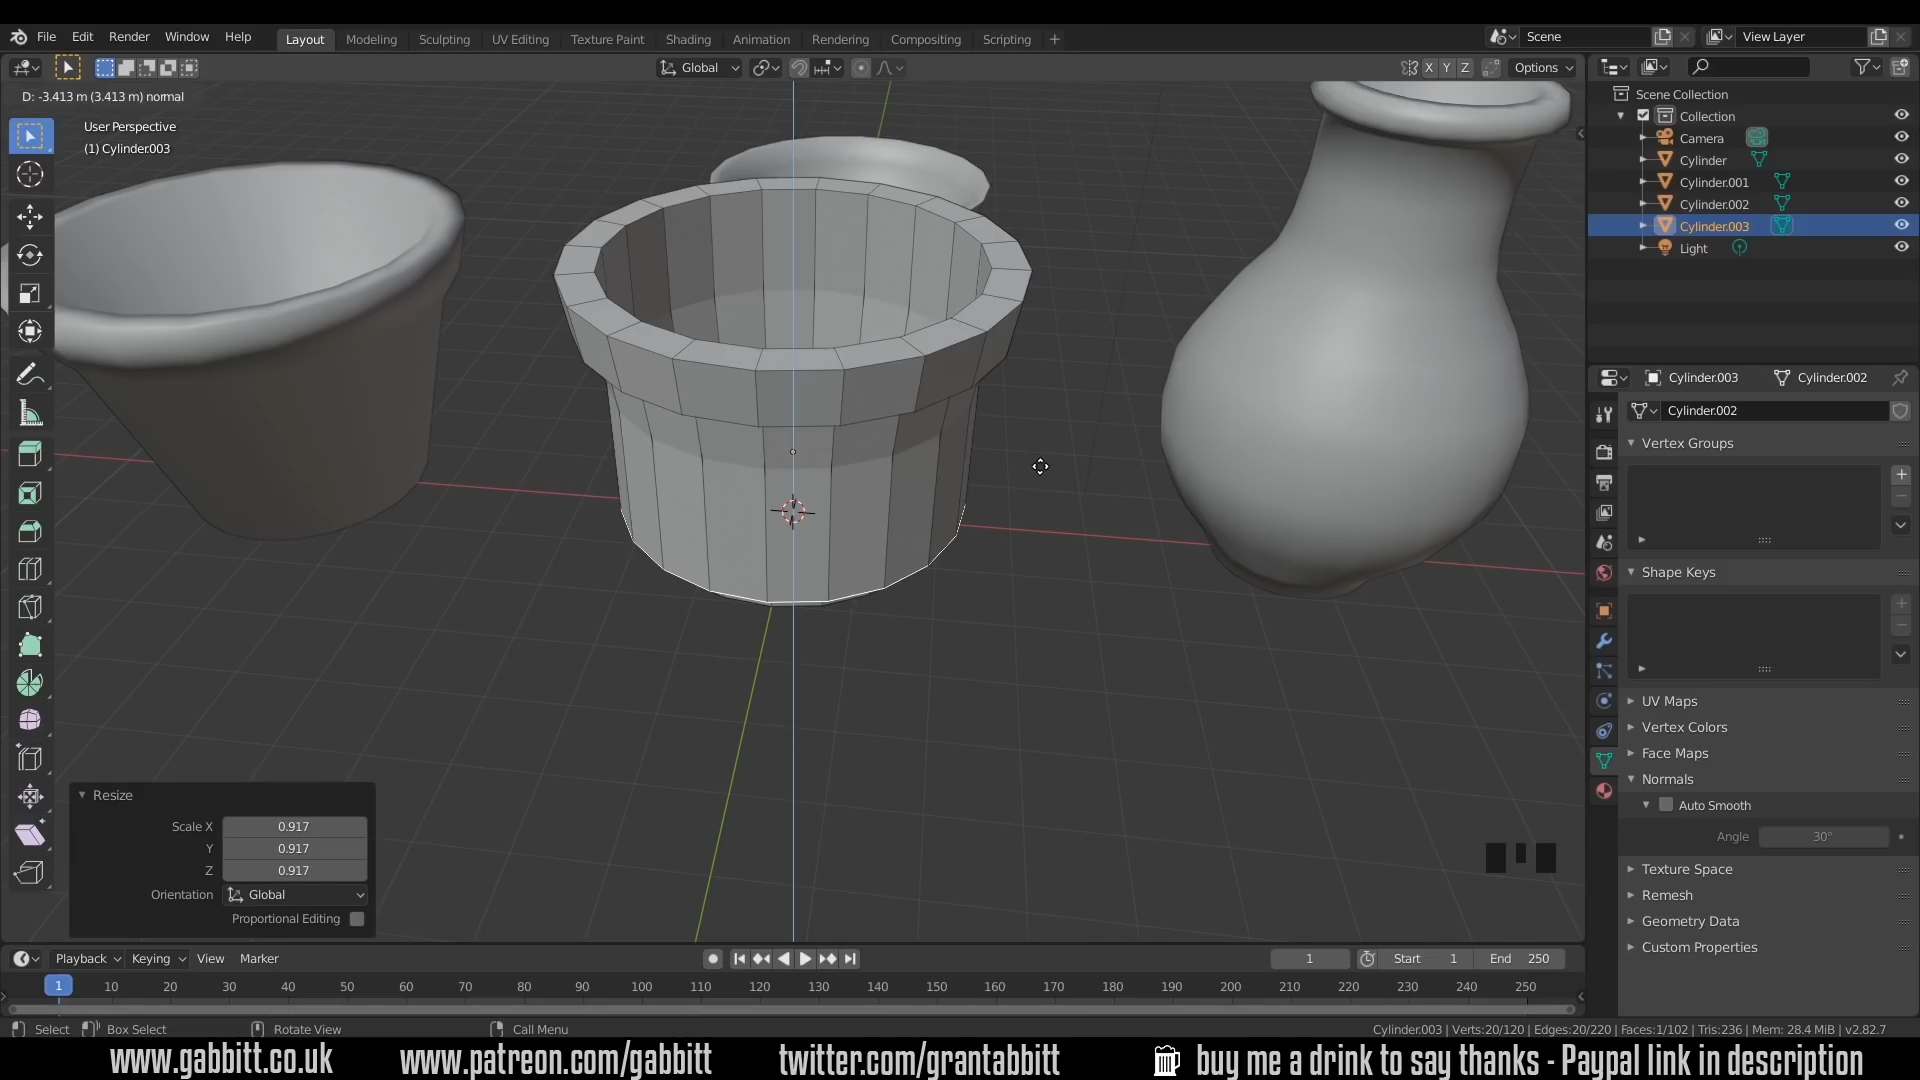 File Edit Render Window Help Layout Modeling Sculpting UV Editing Texture Paint Shading Animation Rendering Compositing Scripting + Scene View Layer
Global X Y Z Options
D: -3.413 m (3.413 m) normal
User Perspective
(1) Cylinder.003
Scene Collection
Collection
Camera
Cylinder
Cylinder.001
Cylinder.002
Cylinder.003
Light
Cylinder.003 Cylinder.002
Cylinder.002
Vertex Groups
Shape Keys
UV Maps
Vertex Colors
Face Maps
Normals
Auto Smooth
Angle 30°
Texture Space
Remesh
Geometry Data
Custom Properties
Resize
Scale X 0.917
Y 0.917
Z 0.917
Orientation Global
Proportional Editing
Playback Keying View Marker 1 Start 1 End 250
1 10 20 30 40 50 60 70 80 90 100 110 120 130 140 150 160 170 180 190 200 210 220 230 240 250
Select Box Select Rotate View Call Menu Cylinder.003 | Verts:20/120 | Edges:20/220 | Faces:1/102 | Tris:236 | Mem: 28.4 MiB | v2.82.7
www.gabbitt.co.uk www.patreon.com/gabbitt twitter.com/grantabbitt buy me a drink to say thanks - Paypal link in description